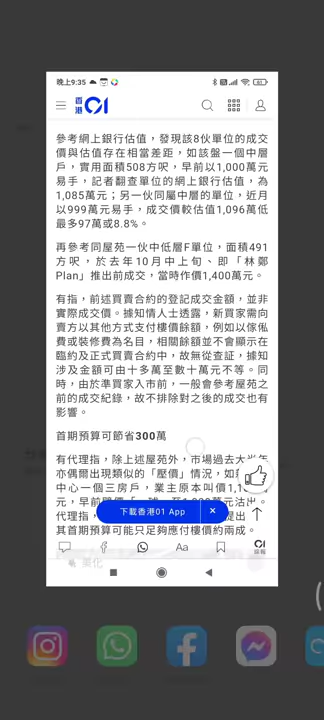 晚上9:35
香港01
參考網上銀行估值，發現該8伙單位的成交
價與估值存在相當差距，如該盤一個中層
戶，實用面積508方呎，早前以1,000萬元
易手，記者翻查單位的網上銀行估值，為
1,085萬元；另一伙同屬中層的單位，近月
以999萬元易手，成交價較估值1,096萬低
最多97萬或8.8%。
再參考同屋苑一伙中低層F單位，面積491
方呎，於去年10月中上旬、即「林鄭
Plan」推出前成交，當時作價1,400萬元。
有指，前述買賣合約的登記成交金額，並非
實際成交價。據知情人士透露，新買家需向
賣方以其他方式支付樓價餘額，例如以傢俬
費或裝修費為名目，相關餘額並不會顯示在
臨約及正式買賣合約中，故無從查証，據知
涉及金額可由十多萬至數十萬元不等。同
時，由於準買家入市前，一般會參考屋苑之
前的成交紀錄，故不排除對之後的成交也有
影響。
首期預算可節省300萬
有代理指，除上述屋苑外，市場過去大半年
亦偶爾出現類似的「壓價」情況，如
中心一個三房戶，業主原本叫價1,1
元，早前
萬元沽出。
代理指，
下載香港01 App
×
提出
其首期預算可能只足夠應付樓價約兩成。
Aa
01
美化